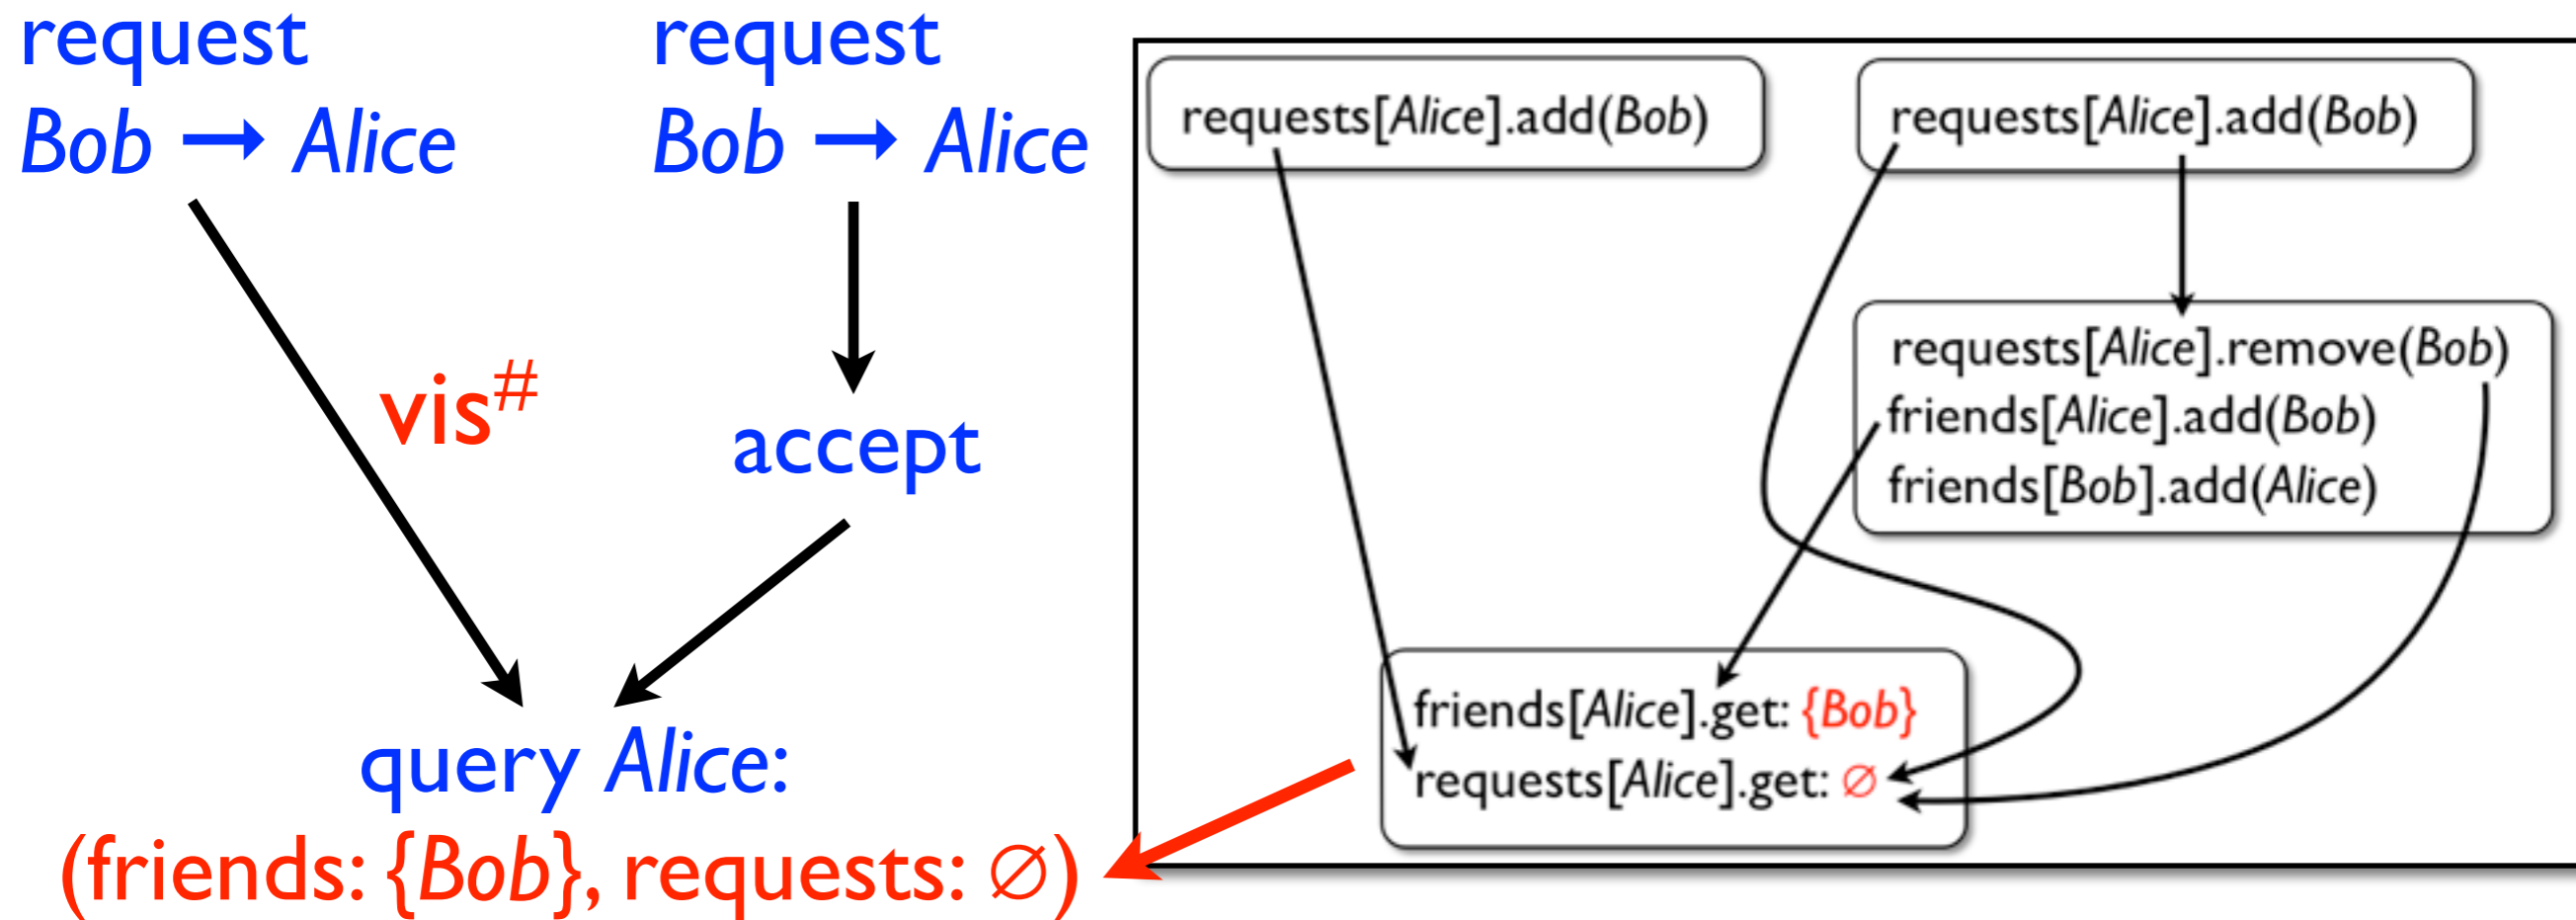 request
Bob → Alice
request
Bob → Alice
vis#
accept
query Alice:
(friends: {Bob}, requests: ∅)
requests[Alice].add(Bob)
requests[Alice].add(Bob)
requests[Alice].remove(Bob)
friends[Alice].add(Bob)
friends[Bob].add(Alice)
friends[Alice].get: {Bob}
requests[Alice].get: ∅